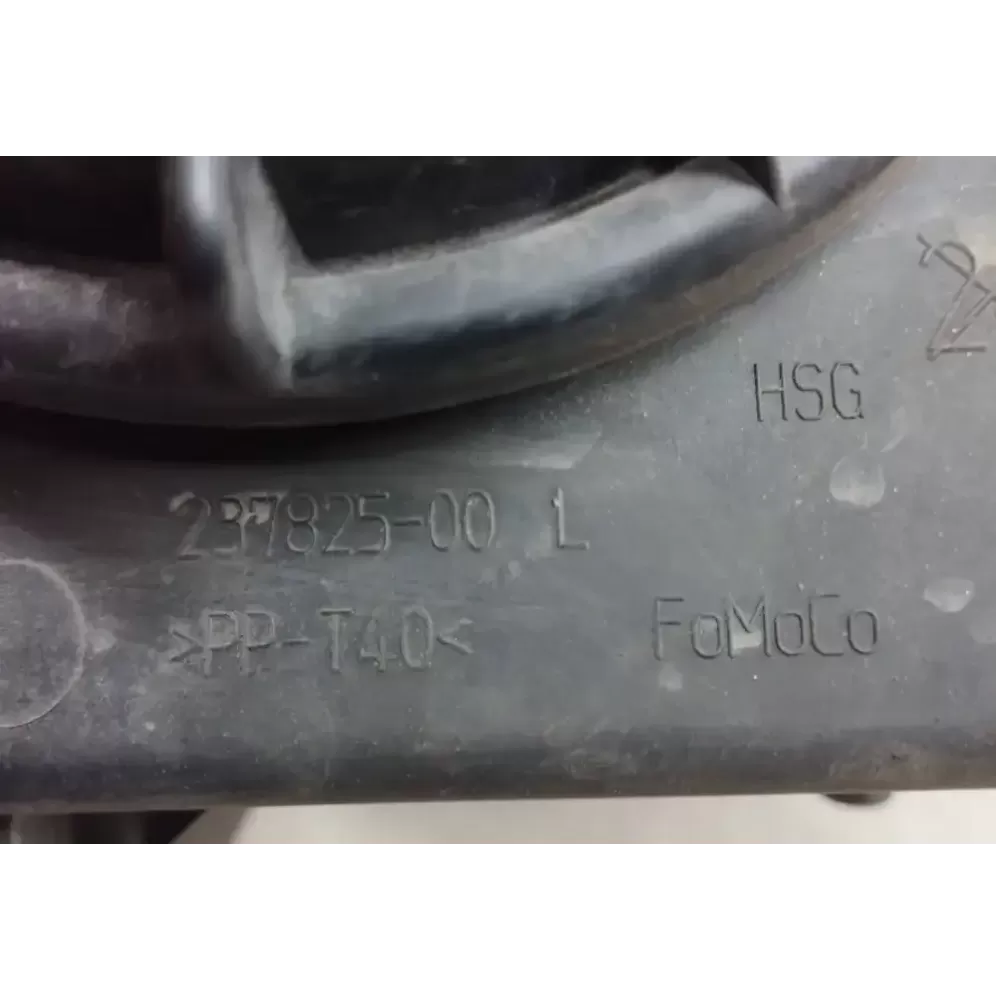 HSG
237825-00 L
>PP-T40< FoMoCo